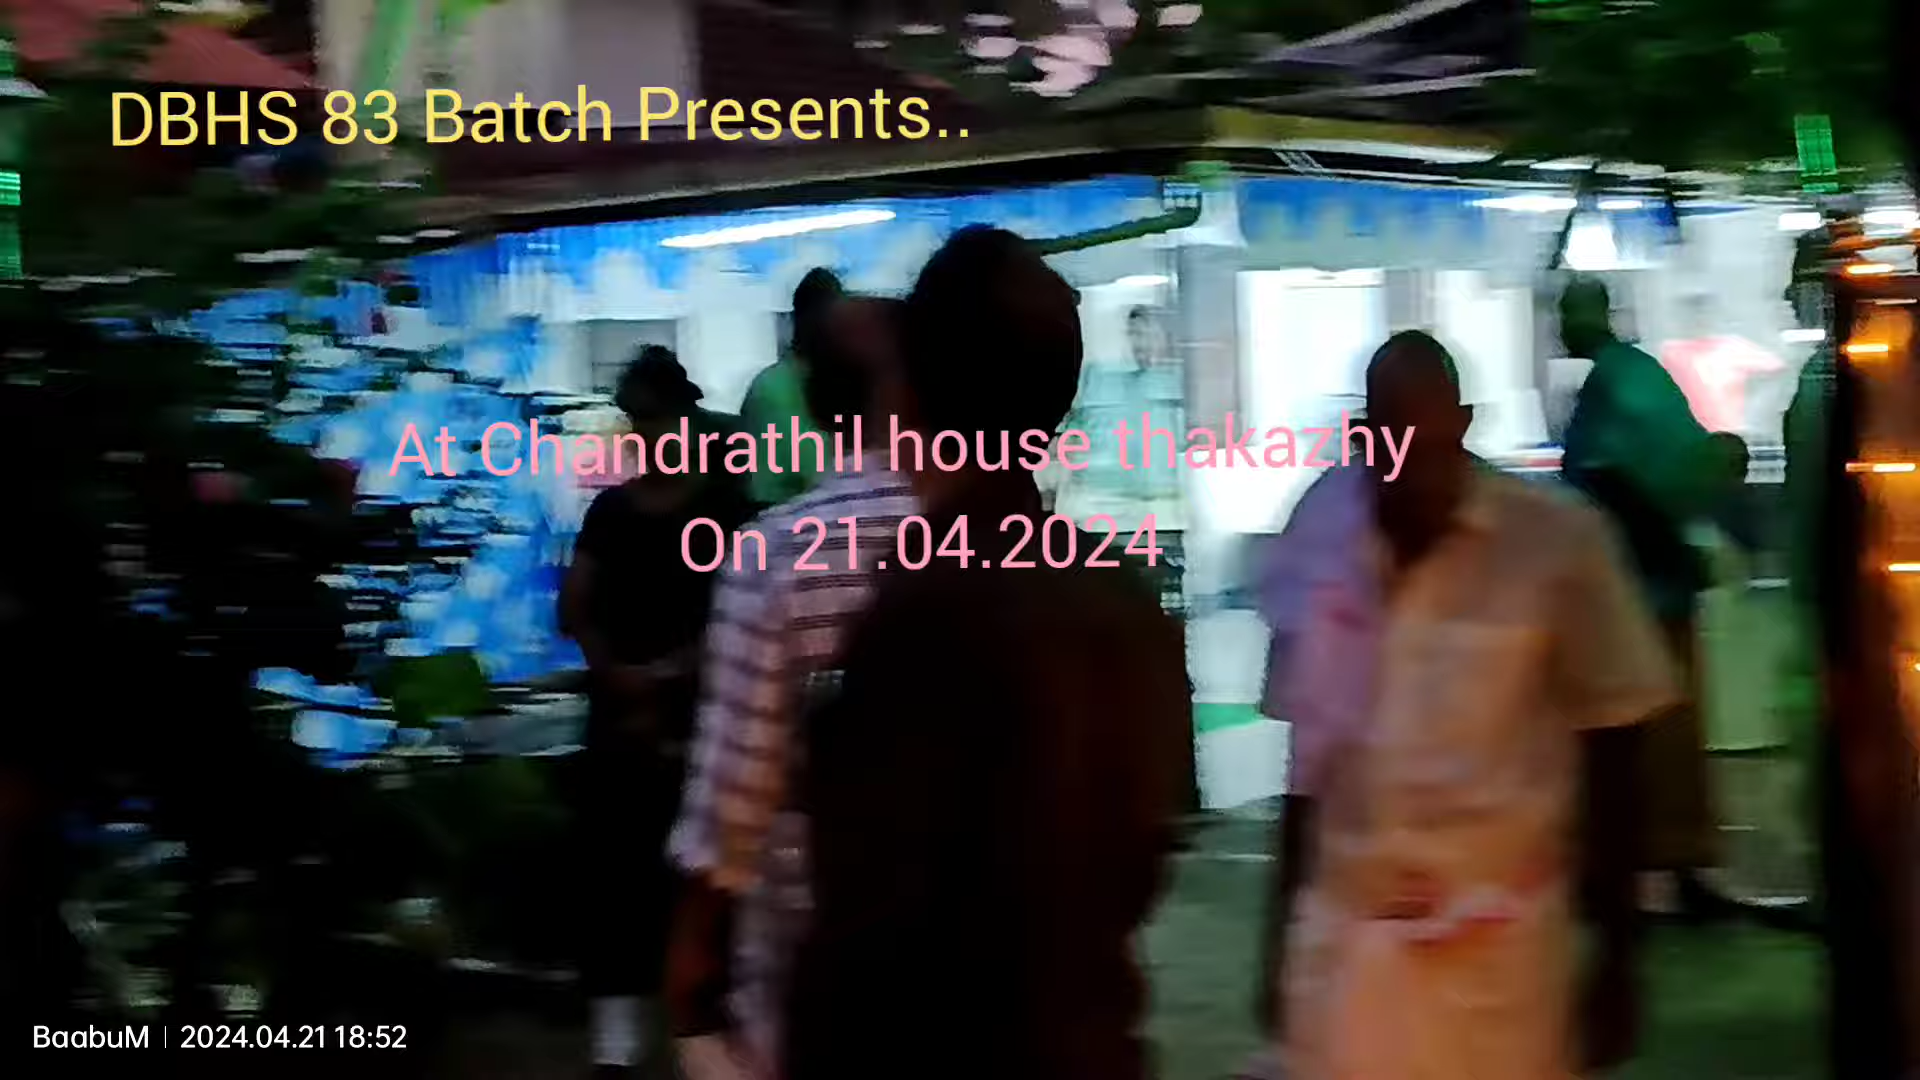 DBHS 83 Batch Presents..
At Chandrathil house thakazhy
On 21.04.2024
BaabuM | 2024.04.21 18:52